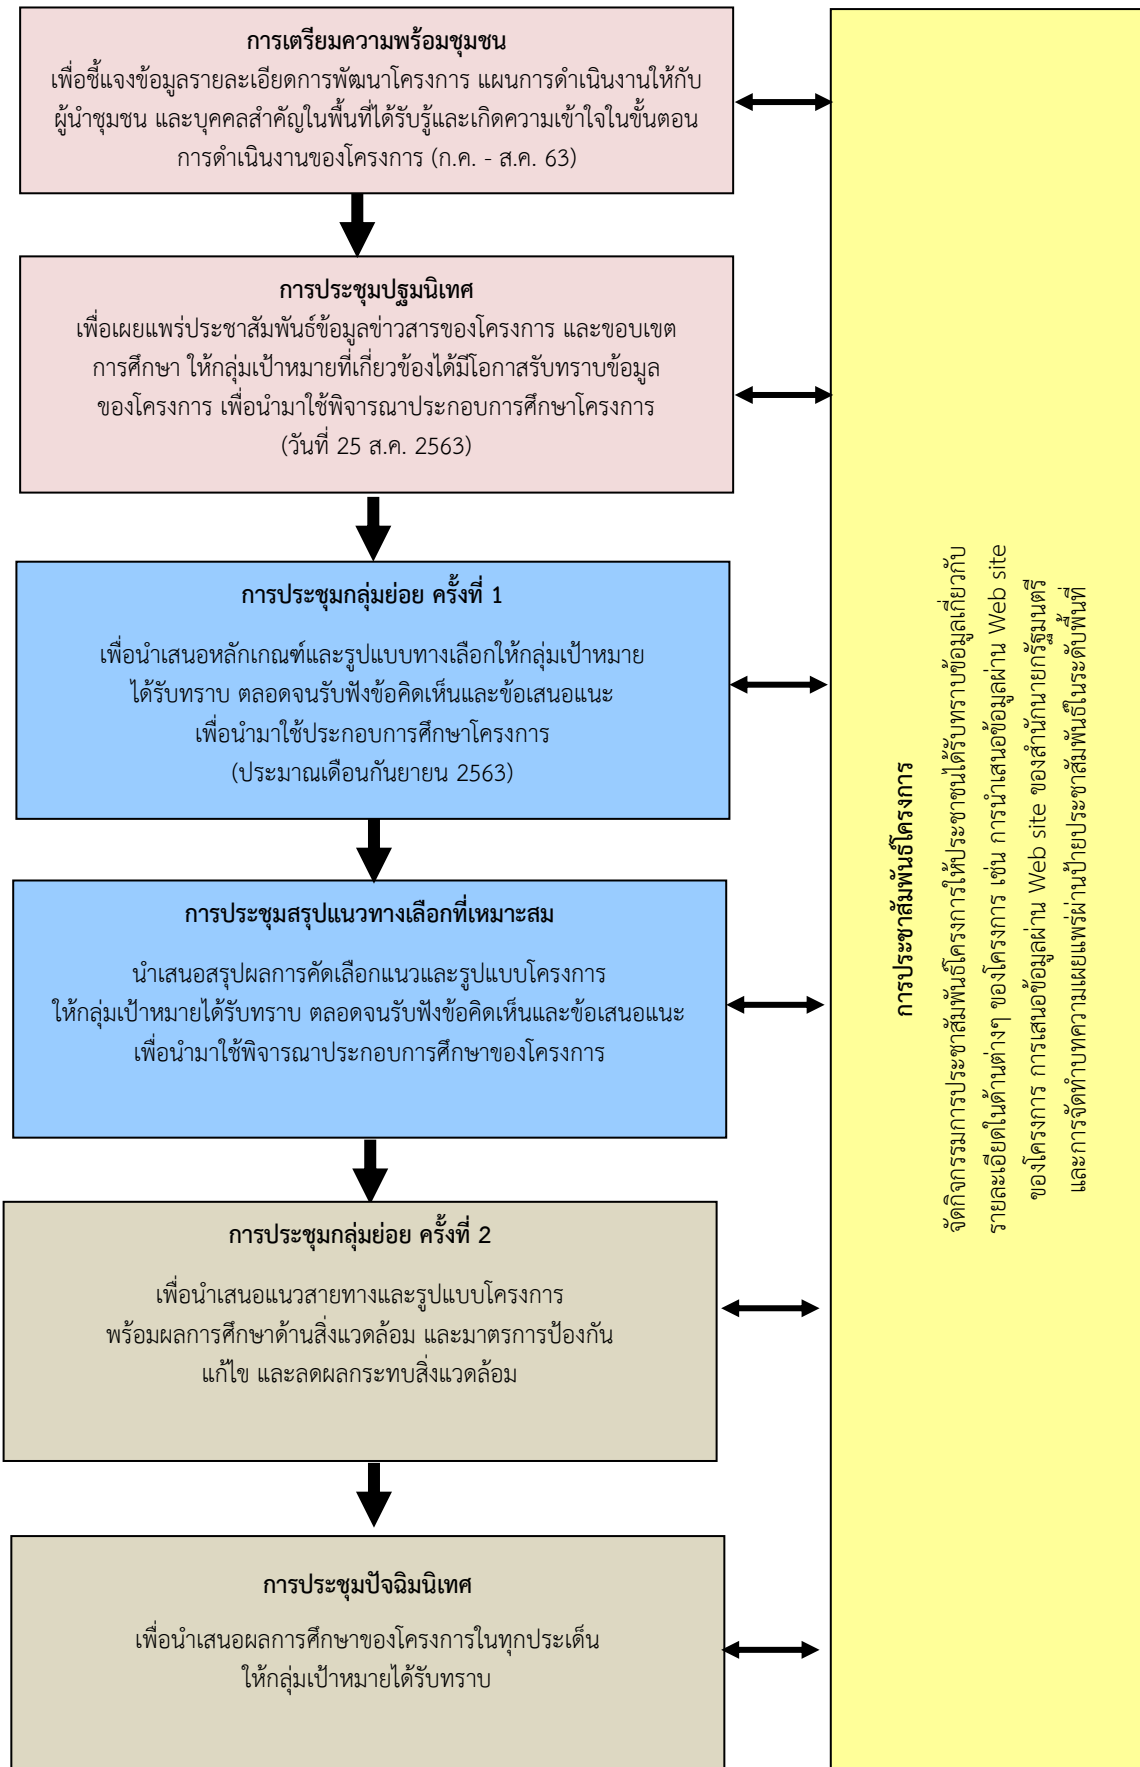 การเตรียมความพร้อมชุมชน
เพื่อชี้แจงข้อมูลรายละเอียดการพัฒนาโครงการ แผนการดำเนินงานให้กับ
ผู้นำชุมชน และบุคคลสำคัญในพื้นที่ได้รับรู้และเกิดความเข้าใจในขั้นตอน
การดำเนินงานของโครงการ (ก.ค. - ส.ค. 63)
การประชุมปฐมนิเทศ
เพื่อเผยแพร่ประชาสัมพันธ์ข้อมูลข่าวสารของโครงการ และขอบเขต
การศึกษา ให้กลุ่มเป้าหมายที่เกี่ยวข้องได้มีโอกาสรับทราบข้อมูล
ของโครงการ เพื่อนำมาใช้พิจารณาประกอบการศึกษาโครงการ
(วันที่ 25 ส.ค. 2563)
การประชุมกลุ่มย่อย ครั้งที่ 1
เพื่อนำเสนอหลักเกณฑ์และรูปแบบทางเลือกให้กลุ่มเป้าหมาย
ได้รับทราบ ตลอดจนรับฟังข้อคิดเห็นและข้อเสนอแนะ
เพื่อนำมาใช้ประกอบการศึกษาโครงการ
(ประมาณเดือนกันยายน 2563)
การประชุมสรุปแนวทางเลือกที่เหมาะสม
นำเสนอสรุปผลการคัดเลือกแนวและรูปแบบโครงการ
ให้กลุ่มเป้าหมายได้รับทราบ ตลอดจนรับฟังข้อคิดเห็นและข้อเสนอแนะ
เพื่อนำมาใช้พิจารณาประกอบการศึกษาของโครงการ
การประชุมกลุ่มย่อย ครั้งที่ 2
เพื่อนำเสนอแนวสายทางและรูปแบบโครงการ
พร้อมผลการศึกษาด้านสิ่งแวดล้อม และมาตรการป้องกัน
แก้ไข และลดผลกระทบสิ่งแวดล้อม
การประชุมปัจฉิมนิเทศ
เพื่อนำเสนอผลการศึกษาของโครงการในทุกประเด็น
ให้กลุ่มเป้าหมายได้รับทราบ
การประชาสัมพันธ์โครงการ
จัดกิจกรรมการประชาสัมพันธ์โครงการให้ประชาชนได้รับทราบข้อมูลเกี่ยวกับ
รายละเอียดในด้านต่างๆ ของโครงการ เช่น การนำเสนอข้อมูลผ่าน Web site
ของโครงการ การเสนอข้อมูลผ่าน Web site ของสำนักนายกรัฐมนตรี
และการจัดทำบทความเผยแพร่ผ่านป้ายประชาสัมพันธ์ในระดับพื้นที่